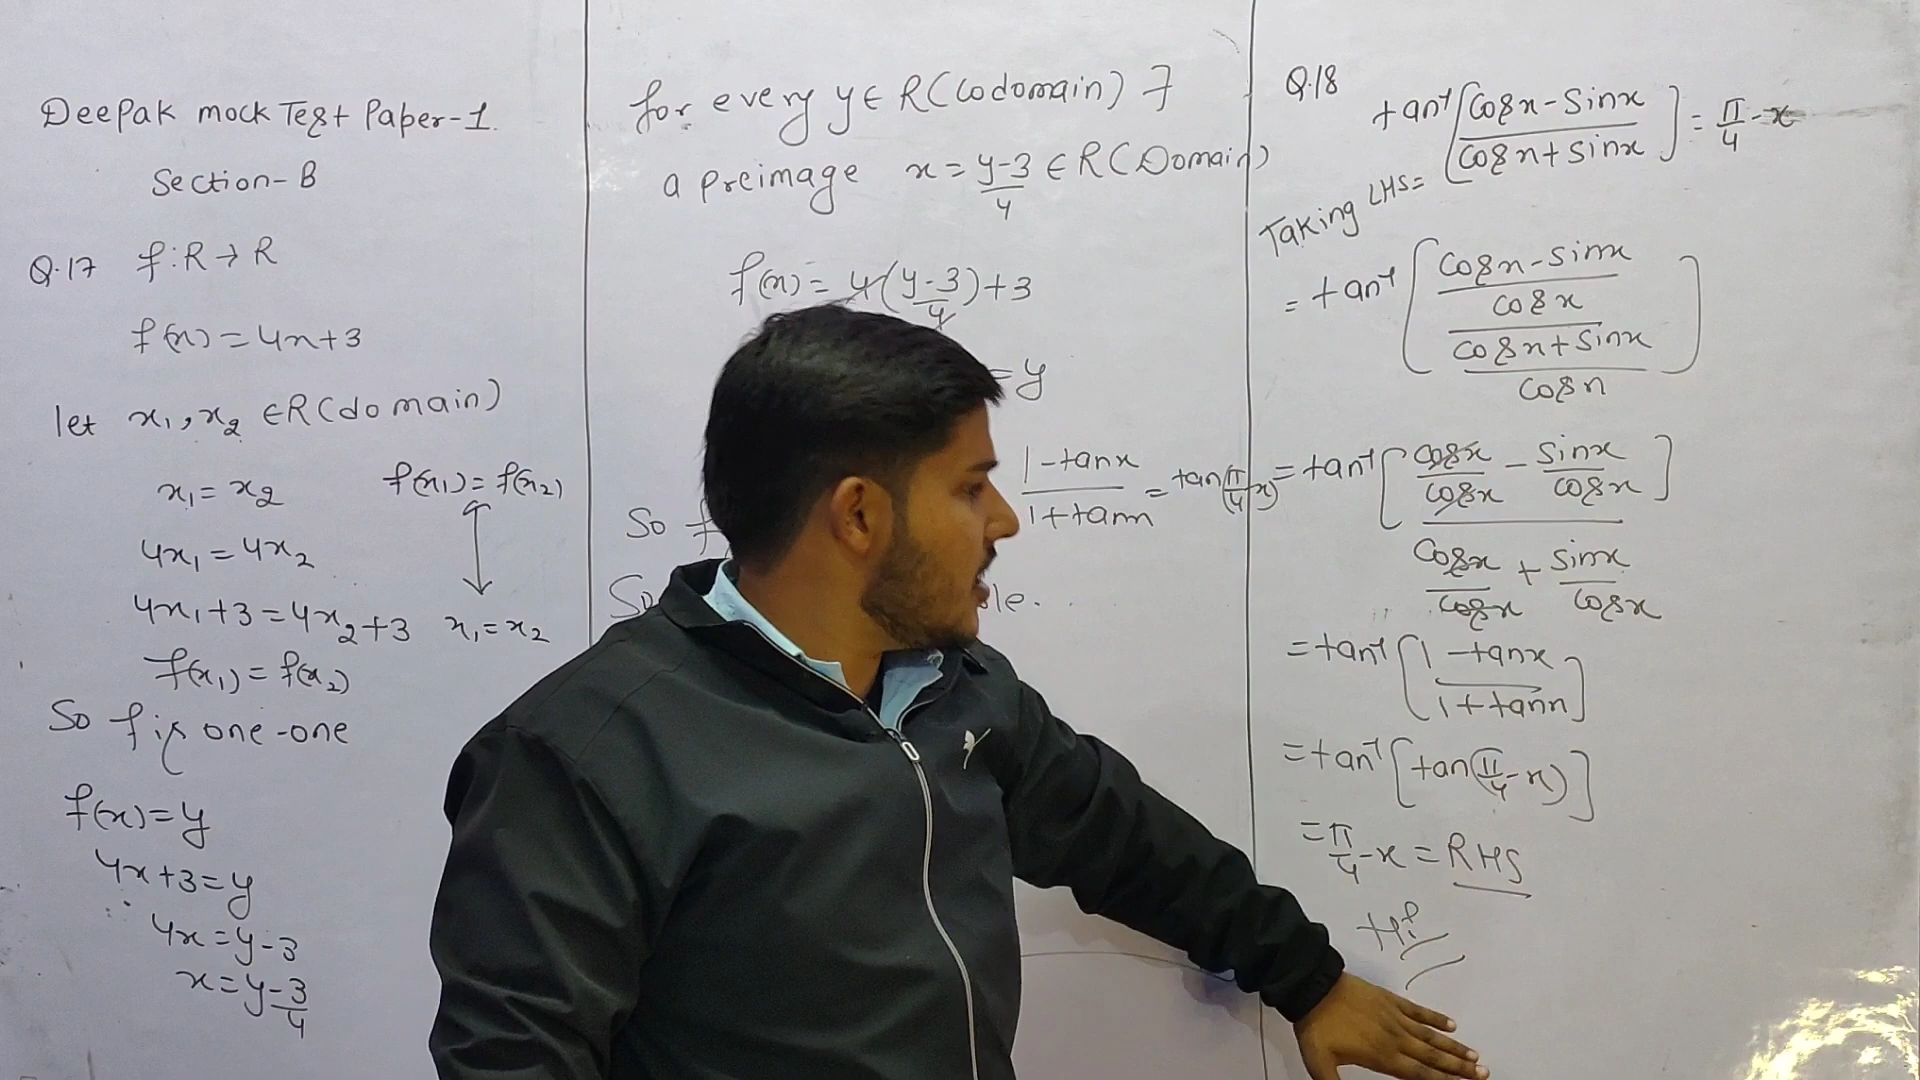 Deepak mock Test Paper-1.
Section-B
Q.17 f:R→R
f(x)=4x+3
let x₁,x₂ ∈R(domain)
x₁=x₂ f(x₁)=f(x₂)
4x₁=4x₂
4x₁+3=4x₂+3 x₁=x₂
f(x₁)=f(x₂)
So f is one-one
f(x)=y
4x+3=y
4x=y-3
x=y-3/4
for every y∈R(codomain) ∃
a preimage x=y-3/4 ∈R(Domain)
f(x)=4(y-3/4)+3
=y
1-tanx/1+tanx=tan(π/4-x)
So f
So
Q.18
tan⁻¹[cosx-sinx/cosx+sinx]=π/4-x
Taking LHS=
=tan⁻¹[cosx-sinx/cosx/cosx+sinx/cosx]
=tan⁻¹[cosx/cosx-sinx/cosx]
cosx/cosx+sinx/cosx
=tan⁻¹[1-tanx/1+tanx]
=tan⁻¹[tan(π/4-x)]
=π/4-x=RHS